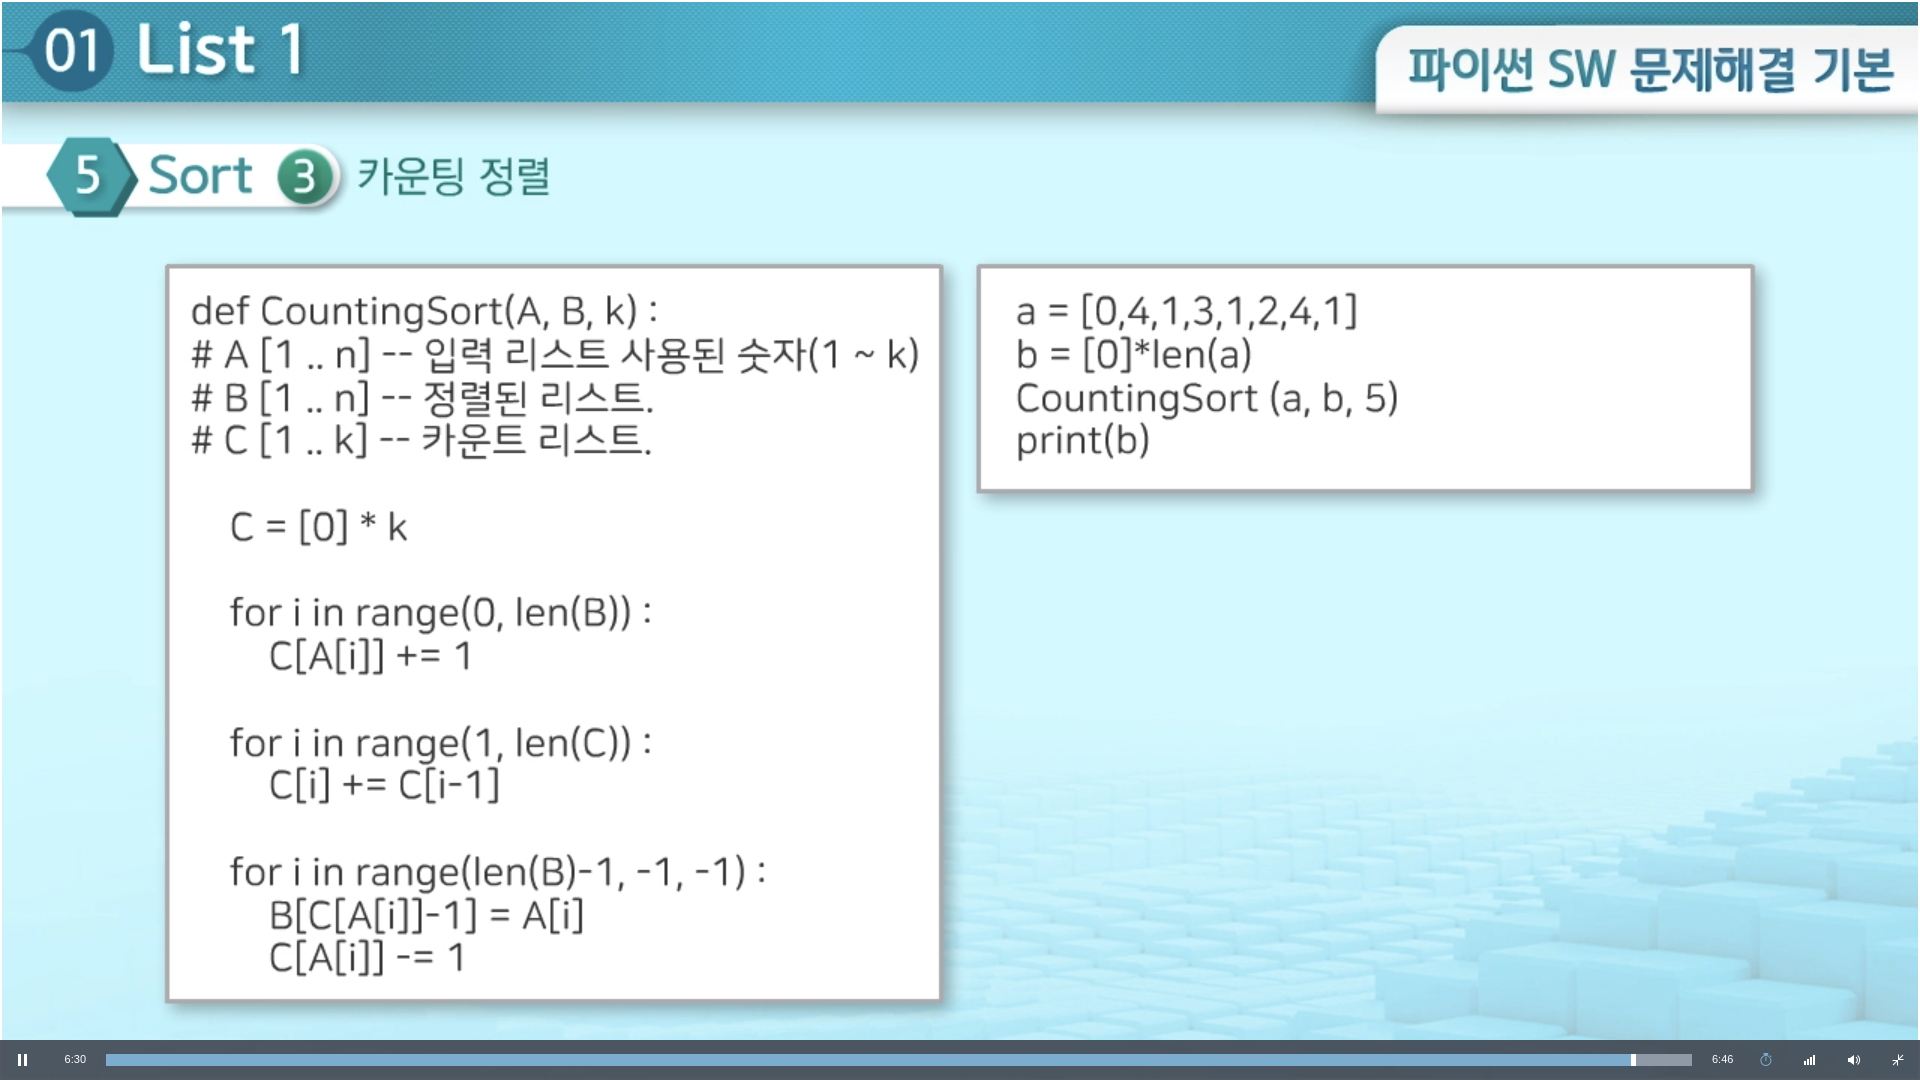 01 List 1
파이썬 SW 문제해결 기본
5 Sort 3 카운팅 정렬
def CountingSort(A, B, k) :
# A [1 .. n] -- 입력 리스트 사용된 숫자(1 ~ k)
# B [1 .. n] -- 정렬된 리스트.
# C [1 .. k] -- 카운트 리스트.
C = [0] * k
for i in range(0, len(B)) :
C[A[i]] += 1
for i in range(1, len(C)) :
C[i] += C[i-1]
for i in range(len(B)-1, -1, -1) :
B[C[A[i]]-1] = A[i]
C[A[i]] -= 1
a = [0,4,1,3,1,2,4,1]
b = [0]*len(a)
CountingSort (a, b, 5)
print(b)
6:30
6:46